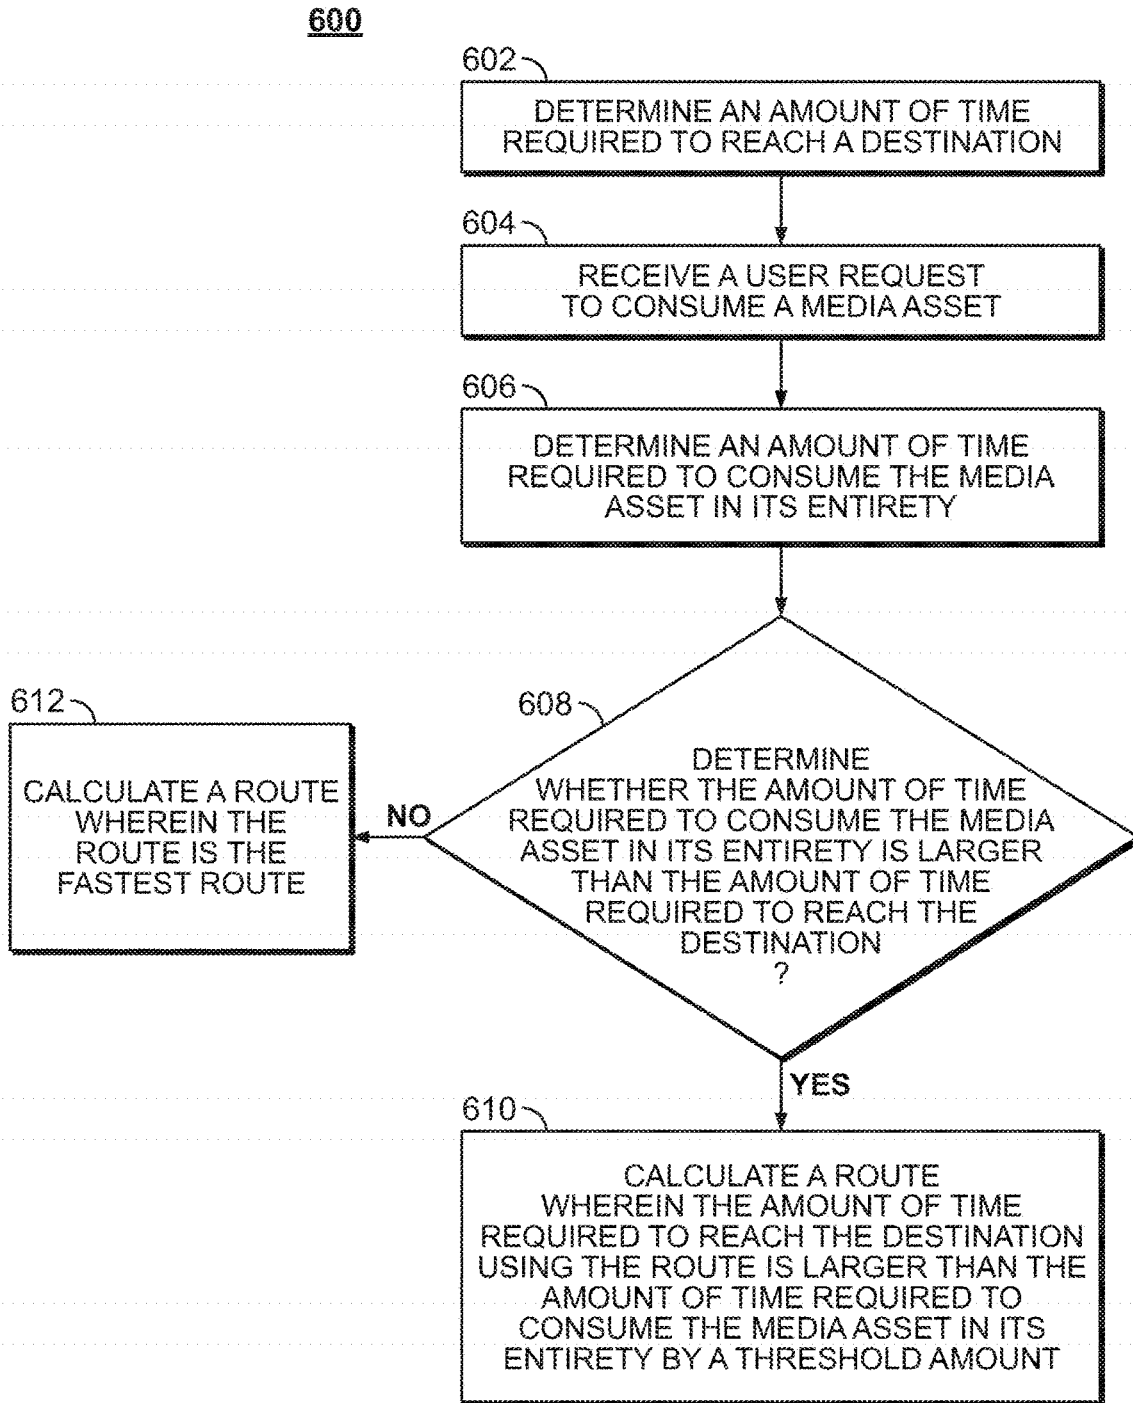 600
602
DETERMINE AN AMOUNT OF TIME
REQUIRED TO REACH A DESTINATION
604
RECEIVE A USER REQUEST
TO CONSUME A MEDIA ASSET
606
DETERMINE AN AMOUNT OF TIME
REQUIRED TO CONSUME THE MEDIA
ASSET IN ITS ENTIRETY
608
DETERMINE
WHETHER THE AMOUNT OF TIME
REQUIRED TO CONSUME THE MEDIA
ASSET IN ITS ENTIRETY IS LARGER
THAN THE AMOUNT OF TIME
REQUIRED TO REACH THE
DESTINATION
?
NO
612
CALCULATE A ROUTE
WHEREIN THE
ROUTE IS THE
FASTEST ROUTE
YES
610
CALCULATE A ROUTE
WHEREIN THE AMOUNT OF TIME
REQUIRED TO REACH THE DESTINATION
USING THE ROUTE IS LARGER THAN THE
AMOUNT OF TIME REQUIRED TO
CONSUME THE MEDIA ASSET IN ITS
ENTIRETY BY A THRESHOLD AMOUNT